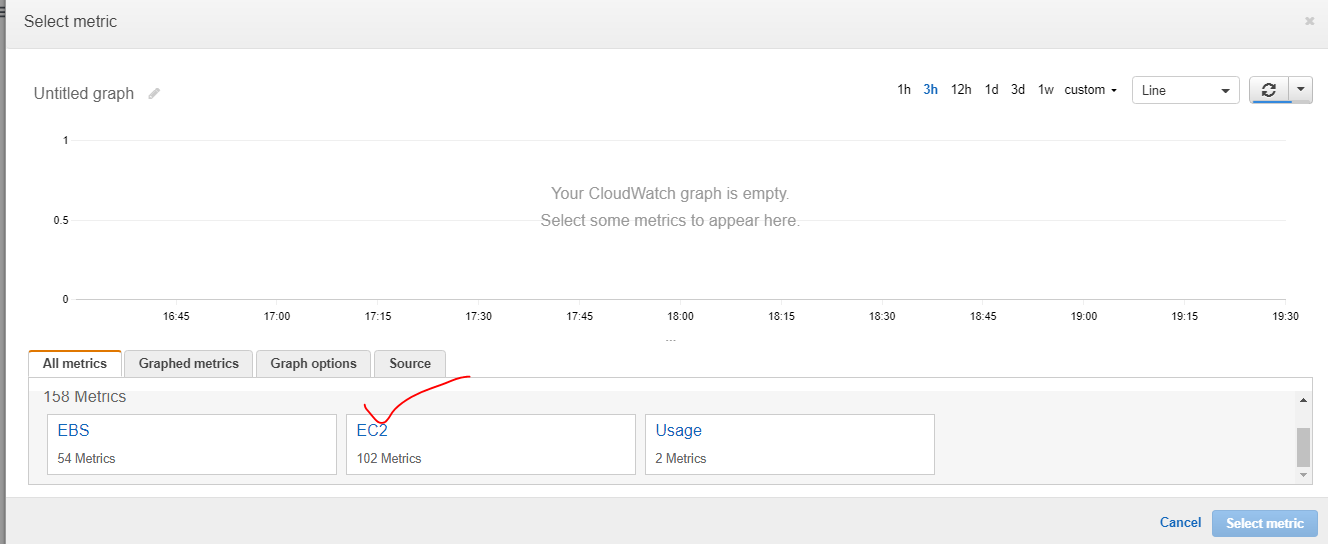 Select metric
Untitled graph
1h 3h 12h 1d 3d 1w custom
Line
1
0.5
0
Your CloudWatch graph is empty.
Select some metrics to appear here.
16:45 17:00 17:15 17:30 17:45 18:00 18:15 18:30 18:45 19:00 19:15 19:30
...
All metrics Graphed metrics Graph options Source
158 Metrics
EBS EC2 Usage
54 Metrics 102 Metrics 2 Metrics
Cancel Select metric